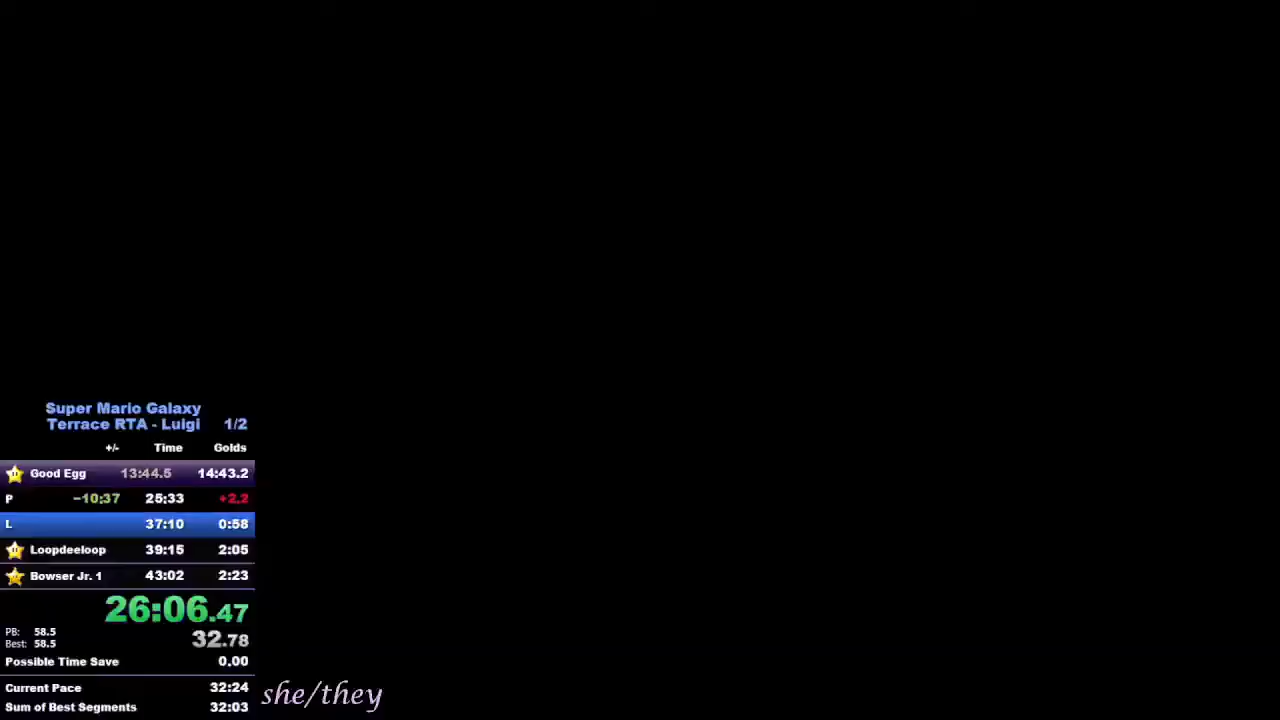 Super Mario Galaxy
Terrace RTA - Luigi 1/2
+/- Time Golds
Good Egg 13:44.5 14:43.2
P −10:37 25:33 +2.2
L 37:10 0:58
Loopdeeloop 39:15 2:05
Bowser Jr. 1 43:02 2:23
26:06.47
PB: 58.5
Best: 58.5
32.78
Possible Time Save 0.00
Current Pace 32:24
Sum of Best Segments 32:03
she/they